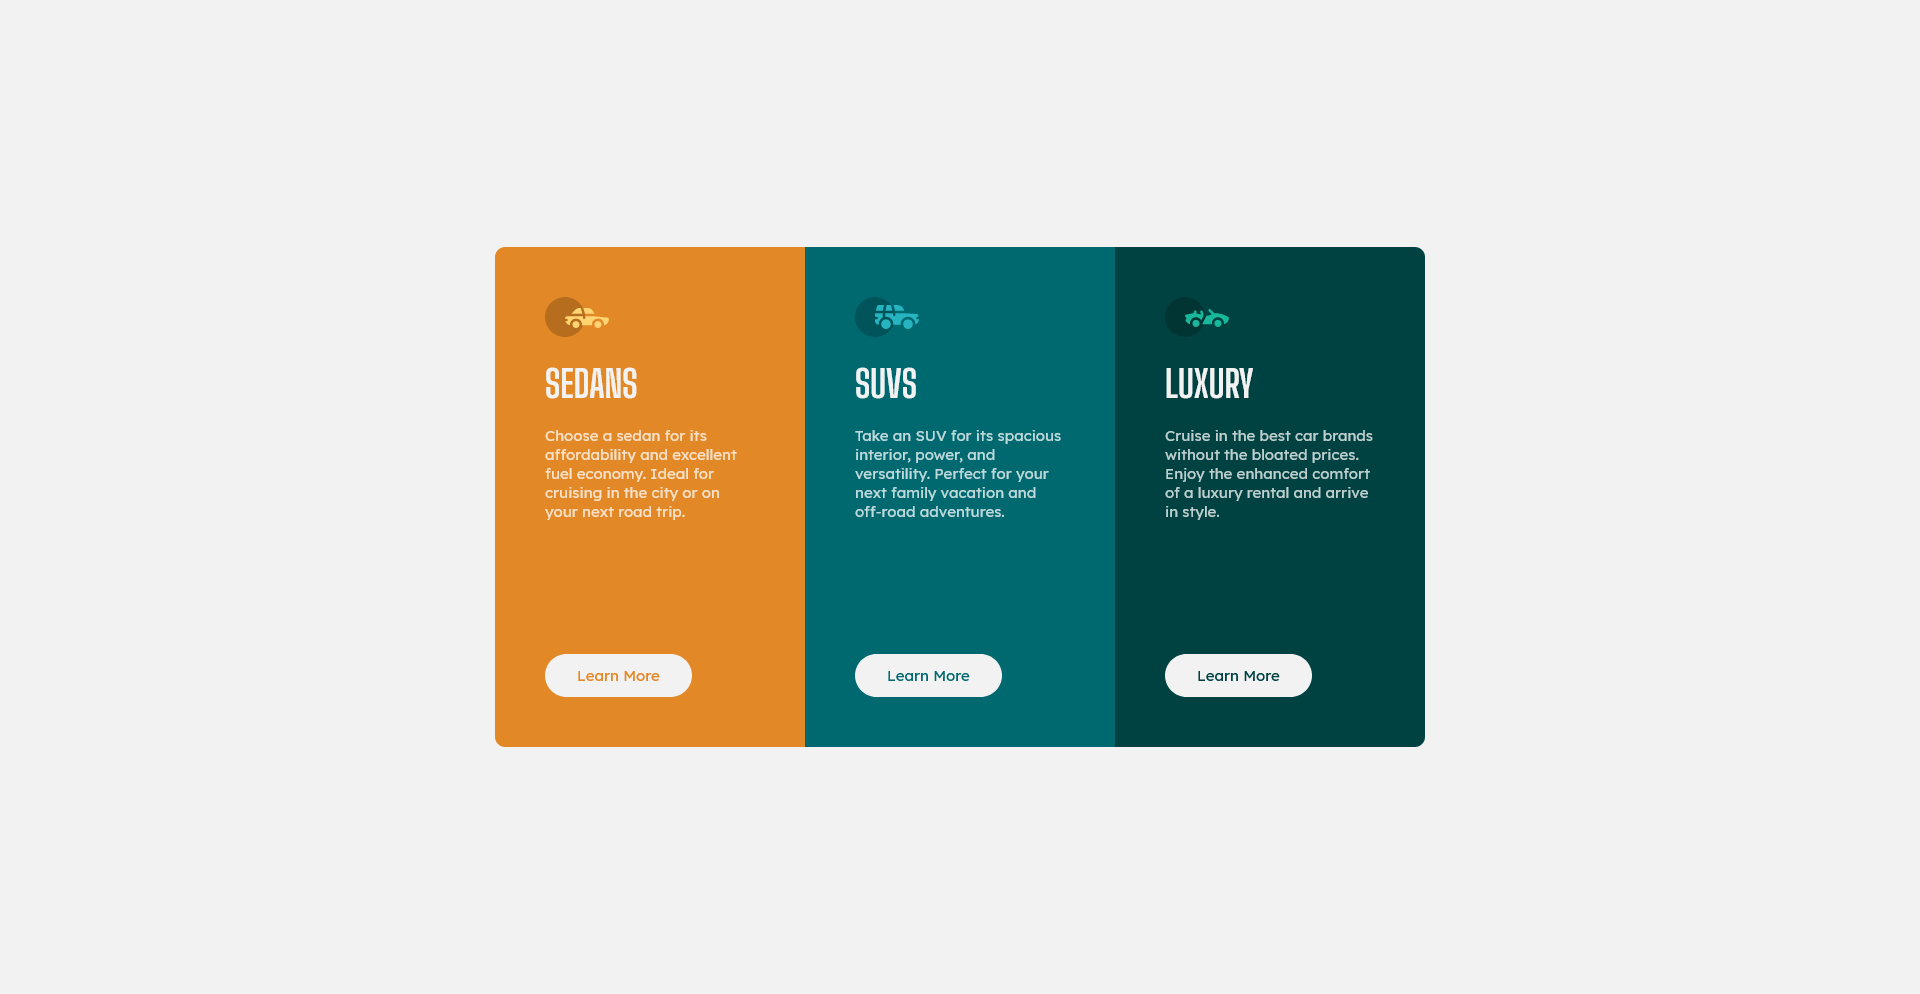 SEDANS
Choose a sedan for its
affordability and excellent
fuel economy. Ideal for
cruising in the city or on
your next road trip.
Learn More
SUVS
Take an SUV for its spacious
interior, power, and
versatility. Perfect for your
next family vacation and
off-road adventures.
Learn More
LUXURY
Cruise in the best car brands
without the bloated prices.
Enjoy the enhanced comfort
of a luxury rental and arrive
in style.
Learn More